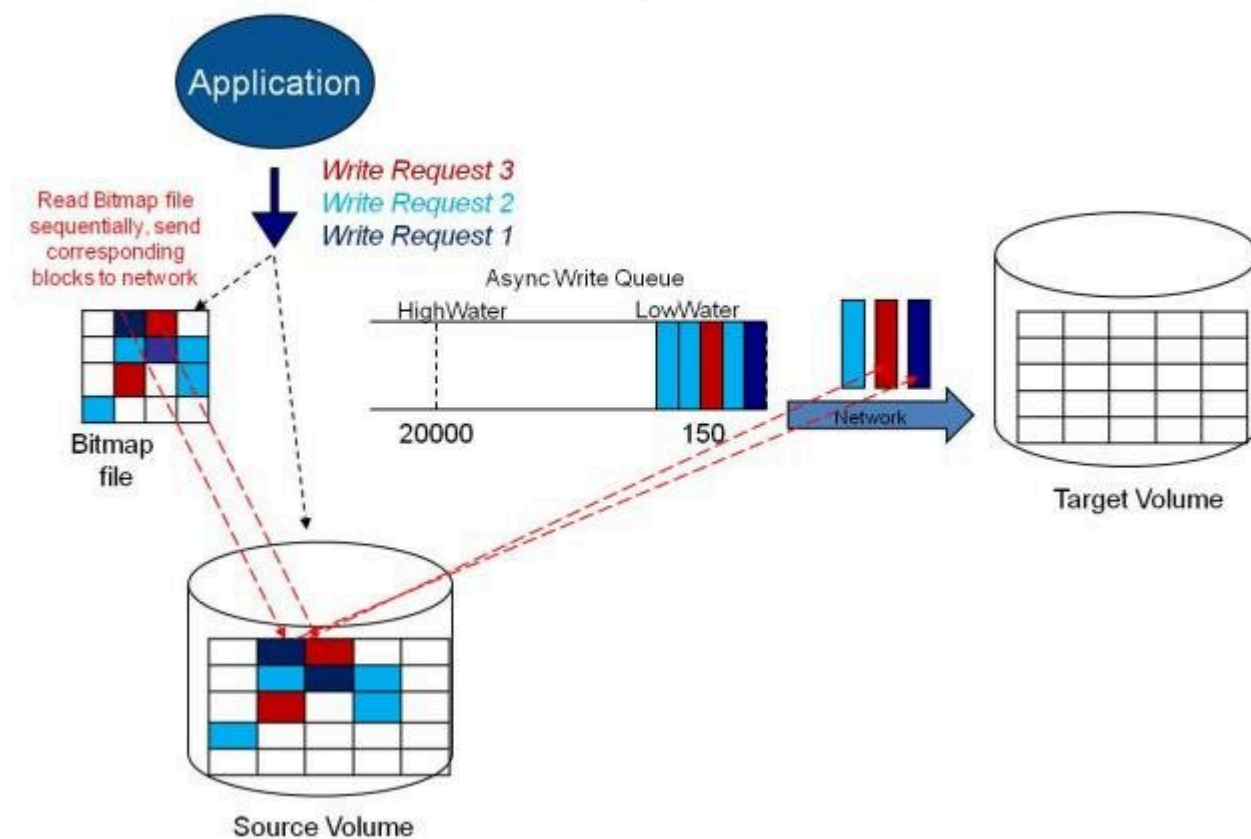 Application
Write Request 3
Write Request 2
Write Request 1
Read Bitmap file
sequentially, send
corresponding
blocks to network
Async Write Queue
HighWater
LowWater
20000
150
Network
Bitmap
file
Target Volume
Source Volume